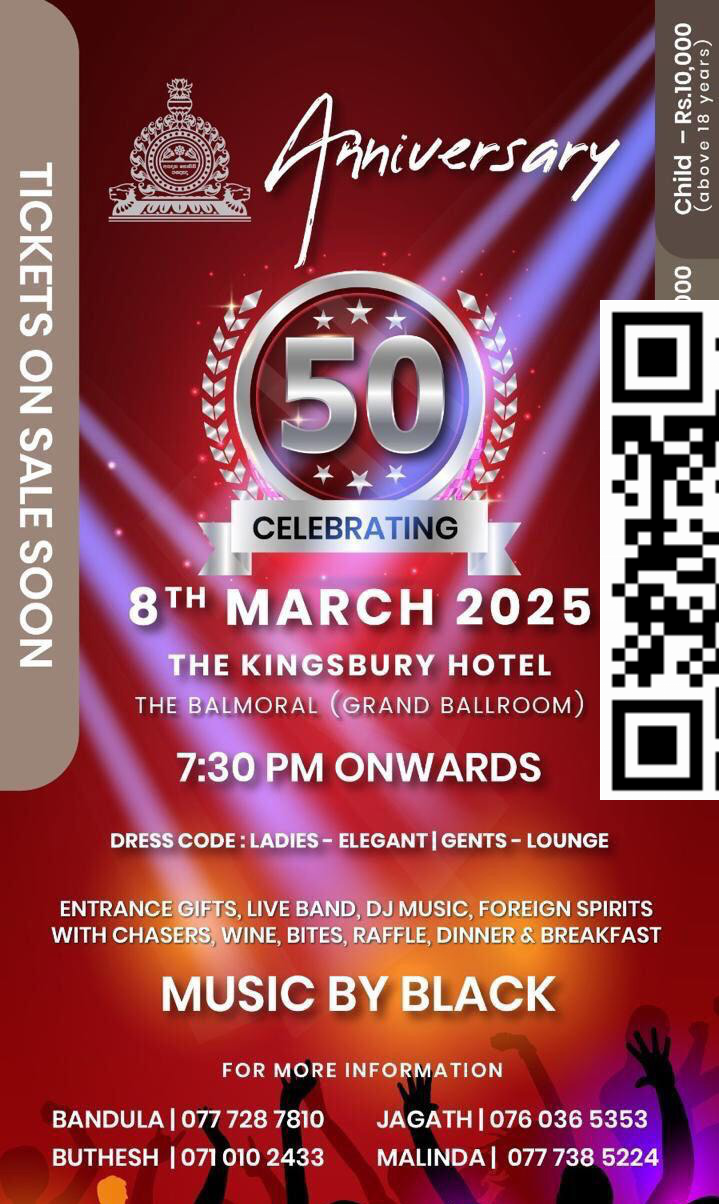 Anniversary
50
CELEBRATING
8TH MARCH 2025
THE KINGSBURY HOTEL
THE BALMORAL (GRAND BALLROOM)
7:30 PM ONWARDS
DRESS CODE : LADIES - ELEGANT | GENTS - LOUNGE
ENTRANCE GIFTS, LIVE BAND, DJ MUSIC, FOREIGN SPIRITS
WITH CHASERS, WINE, BITES, RAFFLE, DINNER & BREAKFAST
MUSIC BY BLACK
FOR MORE INFORMATION
BANDULA | 077 728 7810 JAGATH | 076 036 5353
BUTHESH | 071 010 2433 MALINDA | 077 738 5224
TICKETS ON SALE SOON
Child – Rs.10,000
(above 18 years)
000